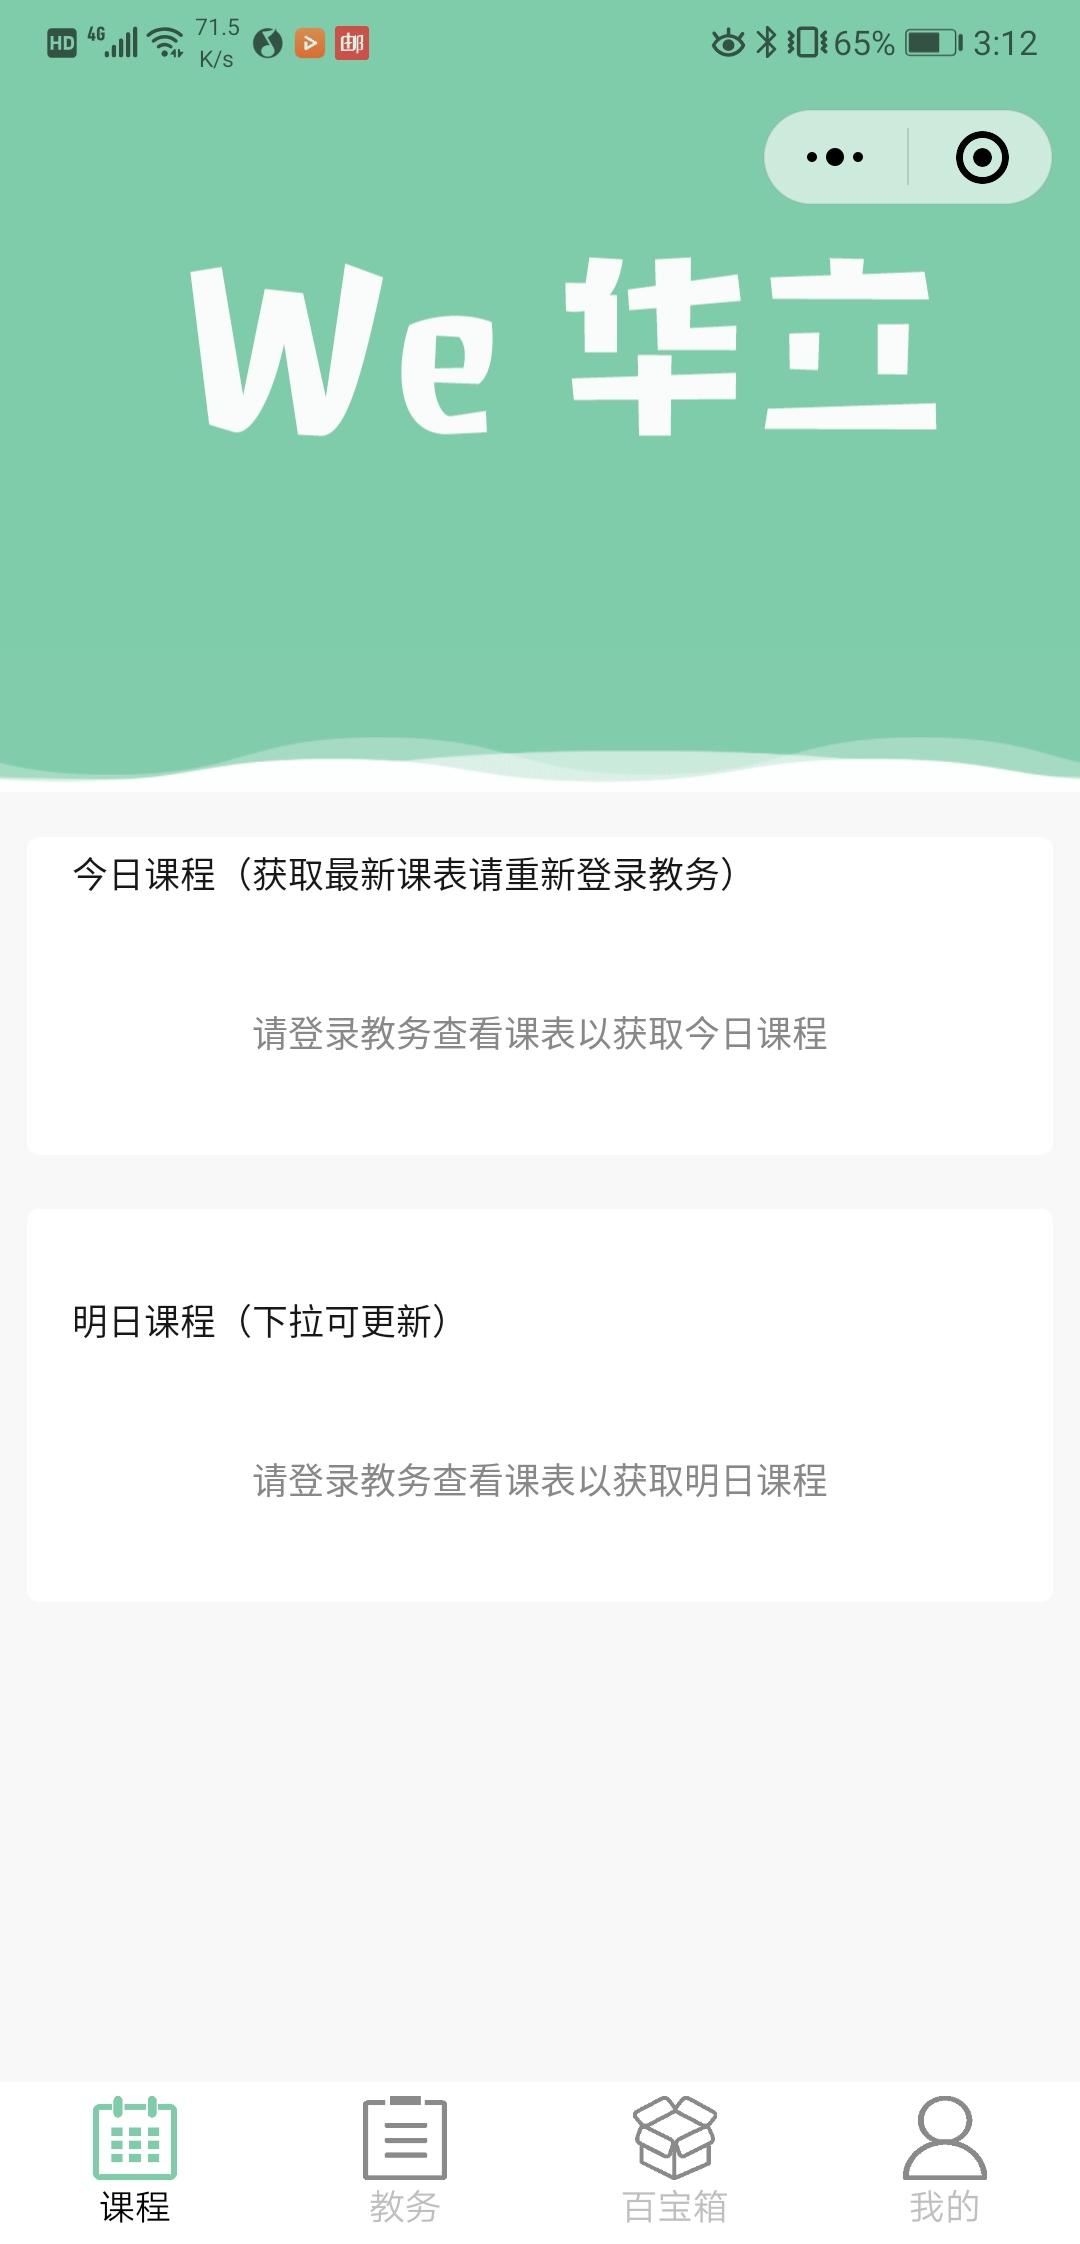 HD 4G 71.5 K/s 邮 65% 3:12
We 华立
今日课程（获取最新课表请重新登录教务）
请登录教务查看课表以获取今日课程
明日课程（下拉可更新）
请登录教务查看课表以获取明日课程
课程 教务 百宝箱 我的